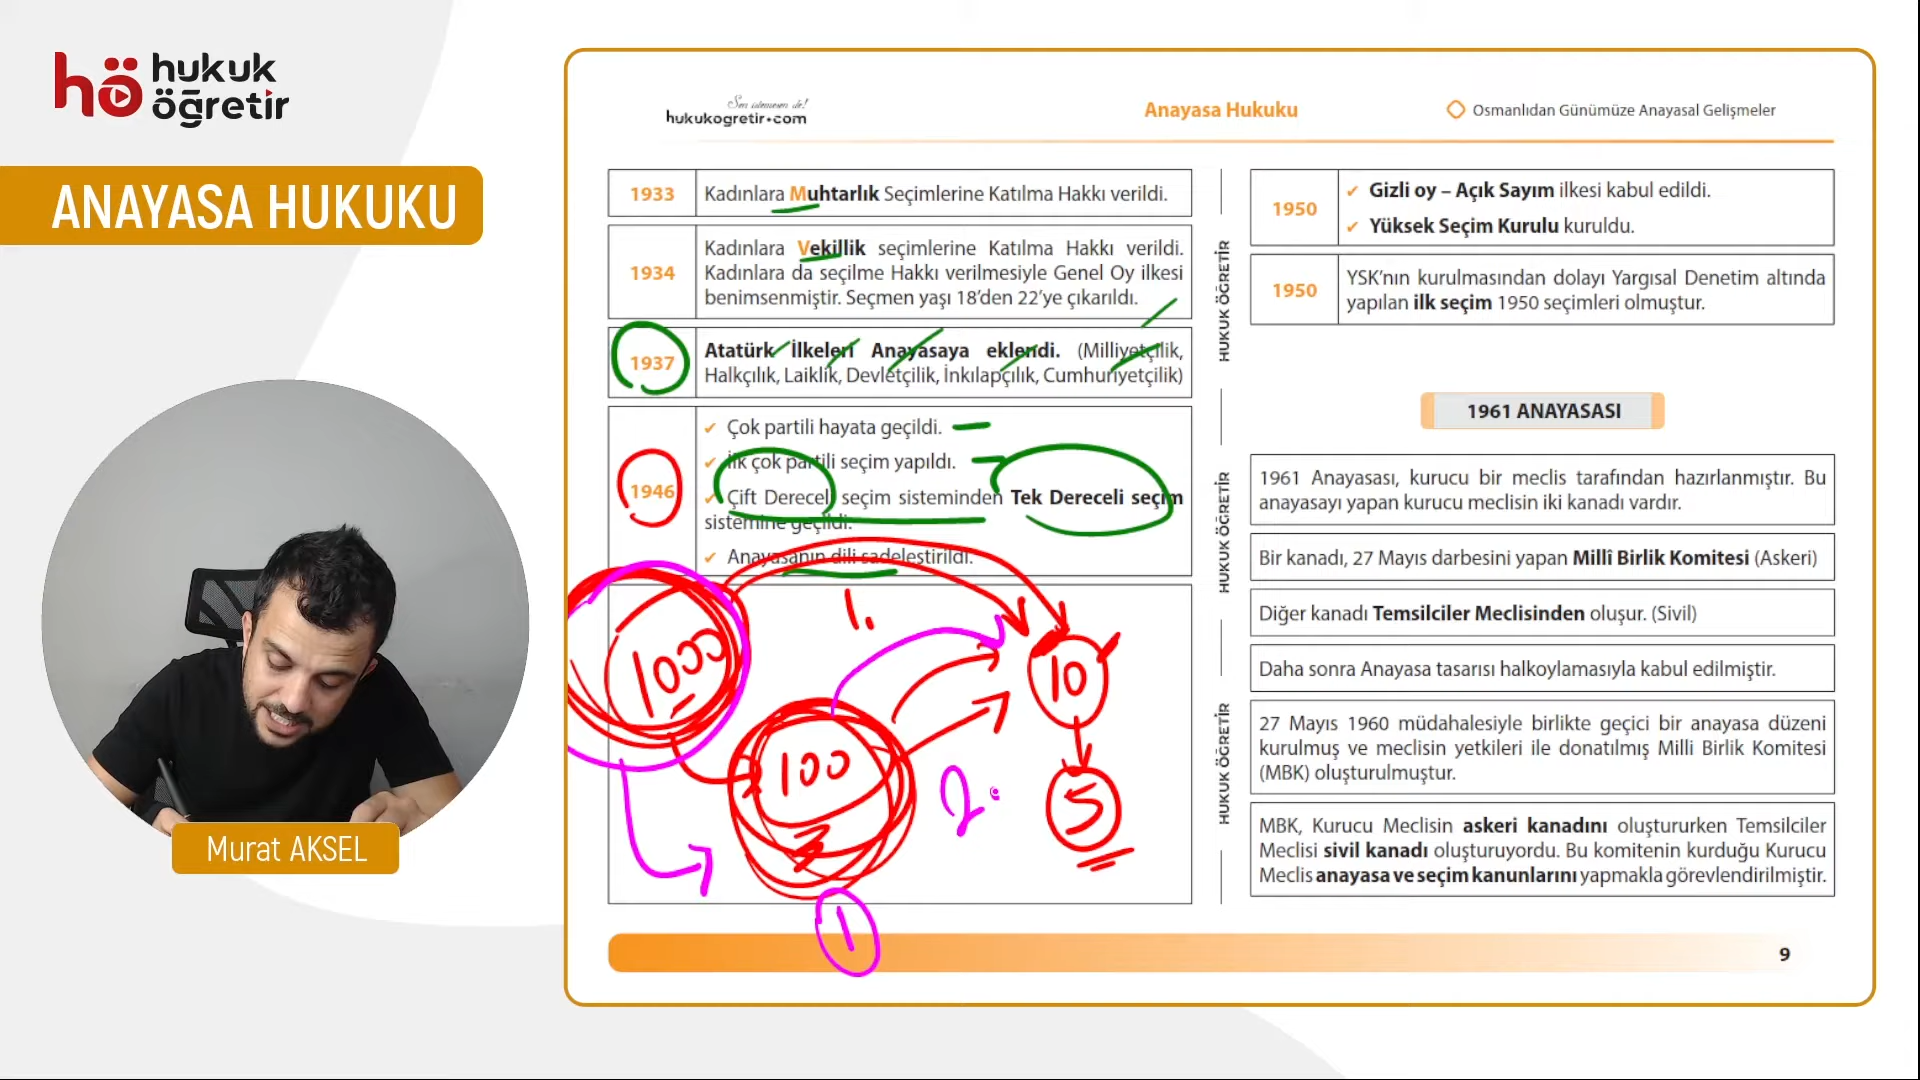 hö hukuk
öğretir
ANAYASA HUKUKU
Murat AKSEL
Sen istemesen de!
hukukogretir•com
Anayasa Hukuku
Osmanlıdan Günümüze Anayasal Gelişmeler
1933
Kadınlara Muhtarlık Seçimlerine Katılma Hakkı verildi.
1934
Kadınlara Vekillik seçimlerine Katılma Hakkı verildi.
Kadınlara da seçilme Hakkı verilmesiyle Genel Oy ilkesi
benimsenmiştir. Seçmen yaşı 18’den 22’ye çıkarıldı.
1937
Atatürk İlkeleri Anayasaya eklendi. (Milliyetçilik,
Halkçılık, Laiklik, Devletçilik, İnkılapçılık, Cumhuriyetçilik)
1946
✓ Çok partili hayata geçildi.
✓ İlk çok partili seçim yapıldı.
✓ Çift Dereceli seçim sisteminden Tek Dereceli seçim
sistemine geçildi.
✓ Anayasanın dili sadeleştirildi.
1.
1000
10
100
2.
5
1
HUKUK ÖĞRETİR
HUKUK ÖĞRETİR
HUKUK ÖĞRETİR
1950
✓ Gizli oy – Açık Sayım ilkesi kabul edildi.
✓ Yüksek Seçim Kurulu kuruldu.
1950
YSK’nın kurulmasından dolayı Yargısal Denetim altında
yapılan ilk seçim 1950 seçimleri olmuştur.
1961 ANAYASASI
1961 Anayasası, kurucu bir meclis tarafından hazırlanmıştır. Bu
anayasayı yapan kurucu meclisin iki kanadı vardır.
Bir kanadı, 27 Mayıs darbesini yapan Millî Birlik Komitesi (Askeri)
Diğer kanadı Temsilciler Meclisinden oluşur. (Sivil)
Daha sonra Anayasa tasarısı halkoylamasıyla kabul edilmiştir.
27 Mayıs 1960 müdahalesiyle birlikte geçici bir anayasa düzeni
kurulmuş ve meclisin yetkileri ile donatılmış Milli Birlik Komitesi
(MBK) oluşturulmuştur.
MBK, Kurucu Meclisin askeri kanadını oluştururken Temsilciler
Meclisi sivil kanadı oluşturuyordu. Bu komitenin kurduğu Kurucu
Meclis anayasa ve seçim kanunlarını yapmakla görevlendirilmiştir.
9